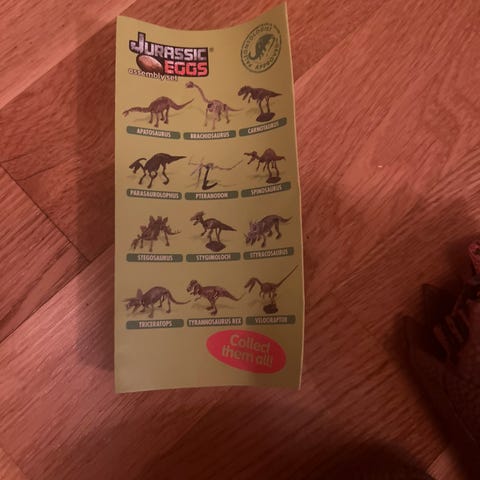 JURASSIC®
EGGS
assembly set
APATOSAURUS
BRACHIOSAURUS
CARNOSAURUS
PARASAUROLOPHUS
PTERANODON
SPINOSAURUS
STEGOSAURUS
STYGIMOLOCH
STYRACOSAURUS
TRICERATOPS
TYRANNOSAURUS REX
VELOCIRAPTOR
Collect
them all!